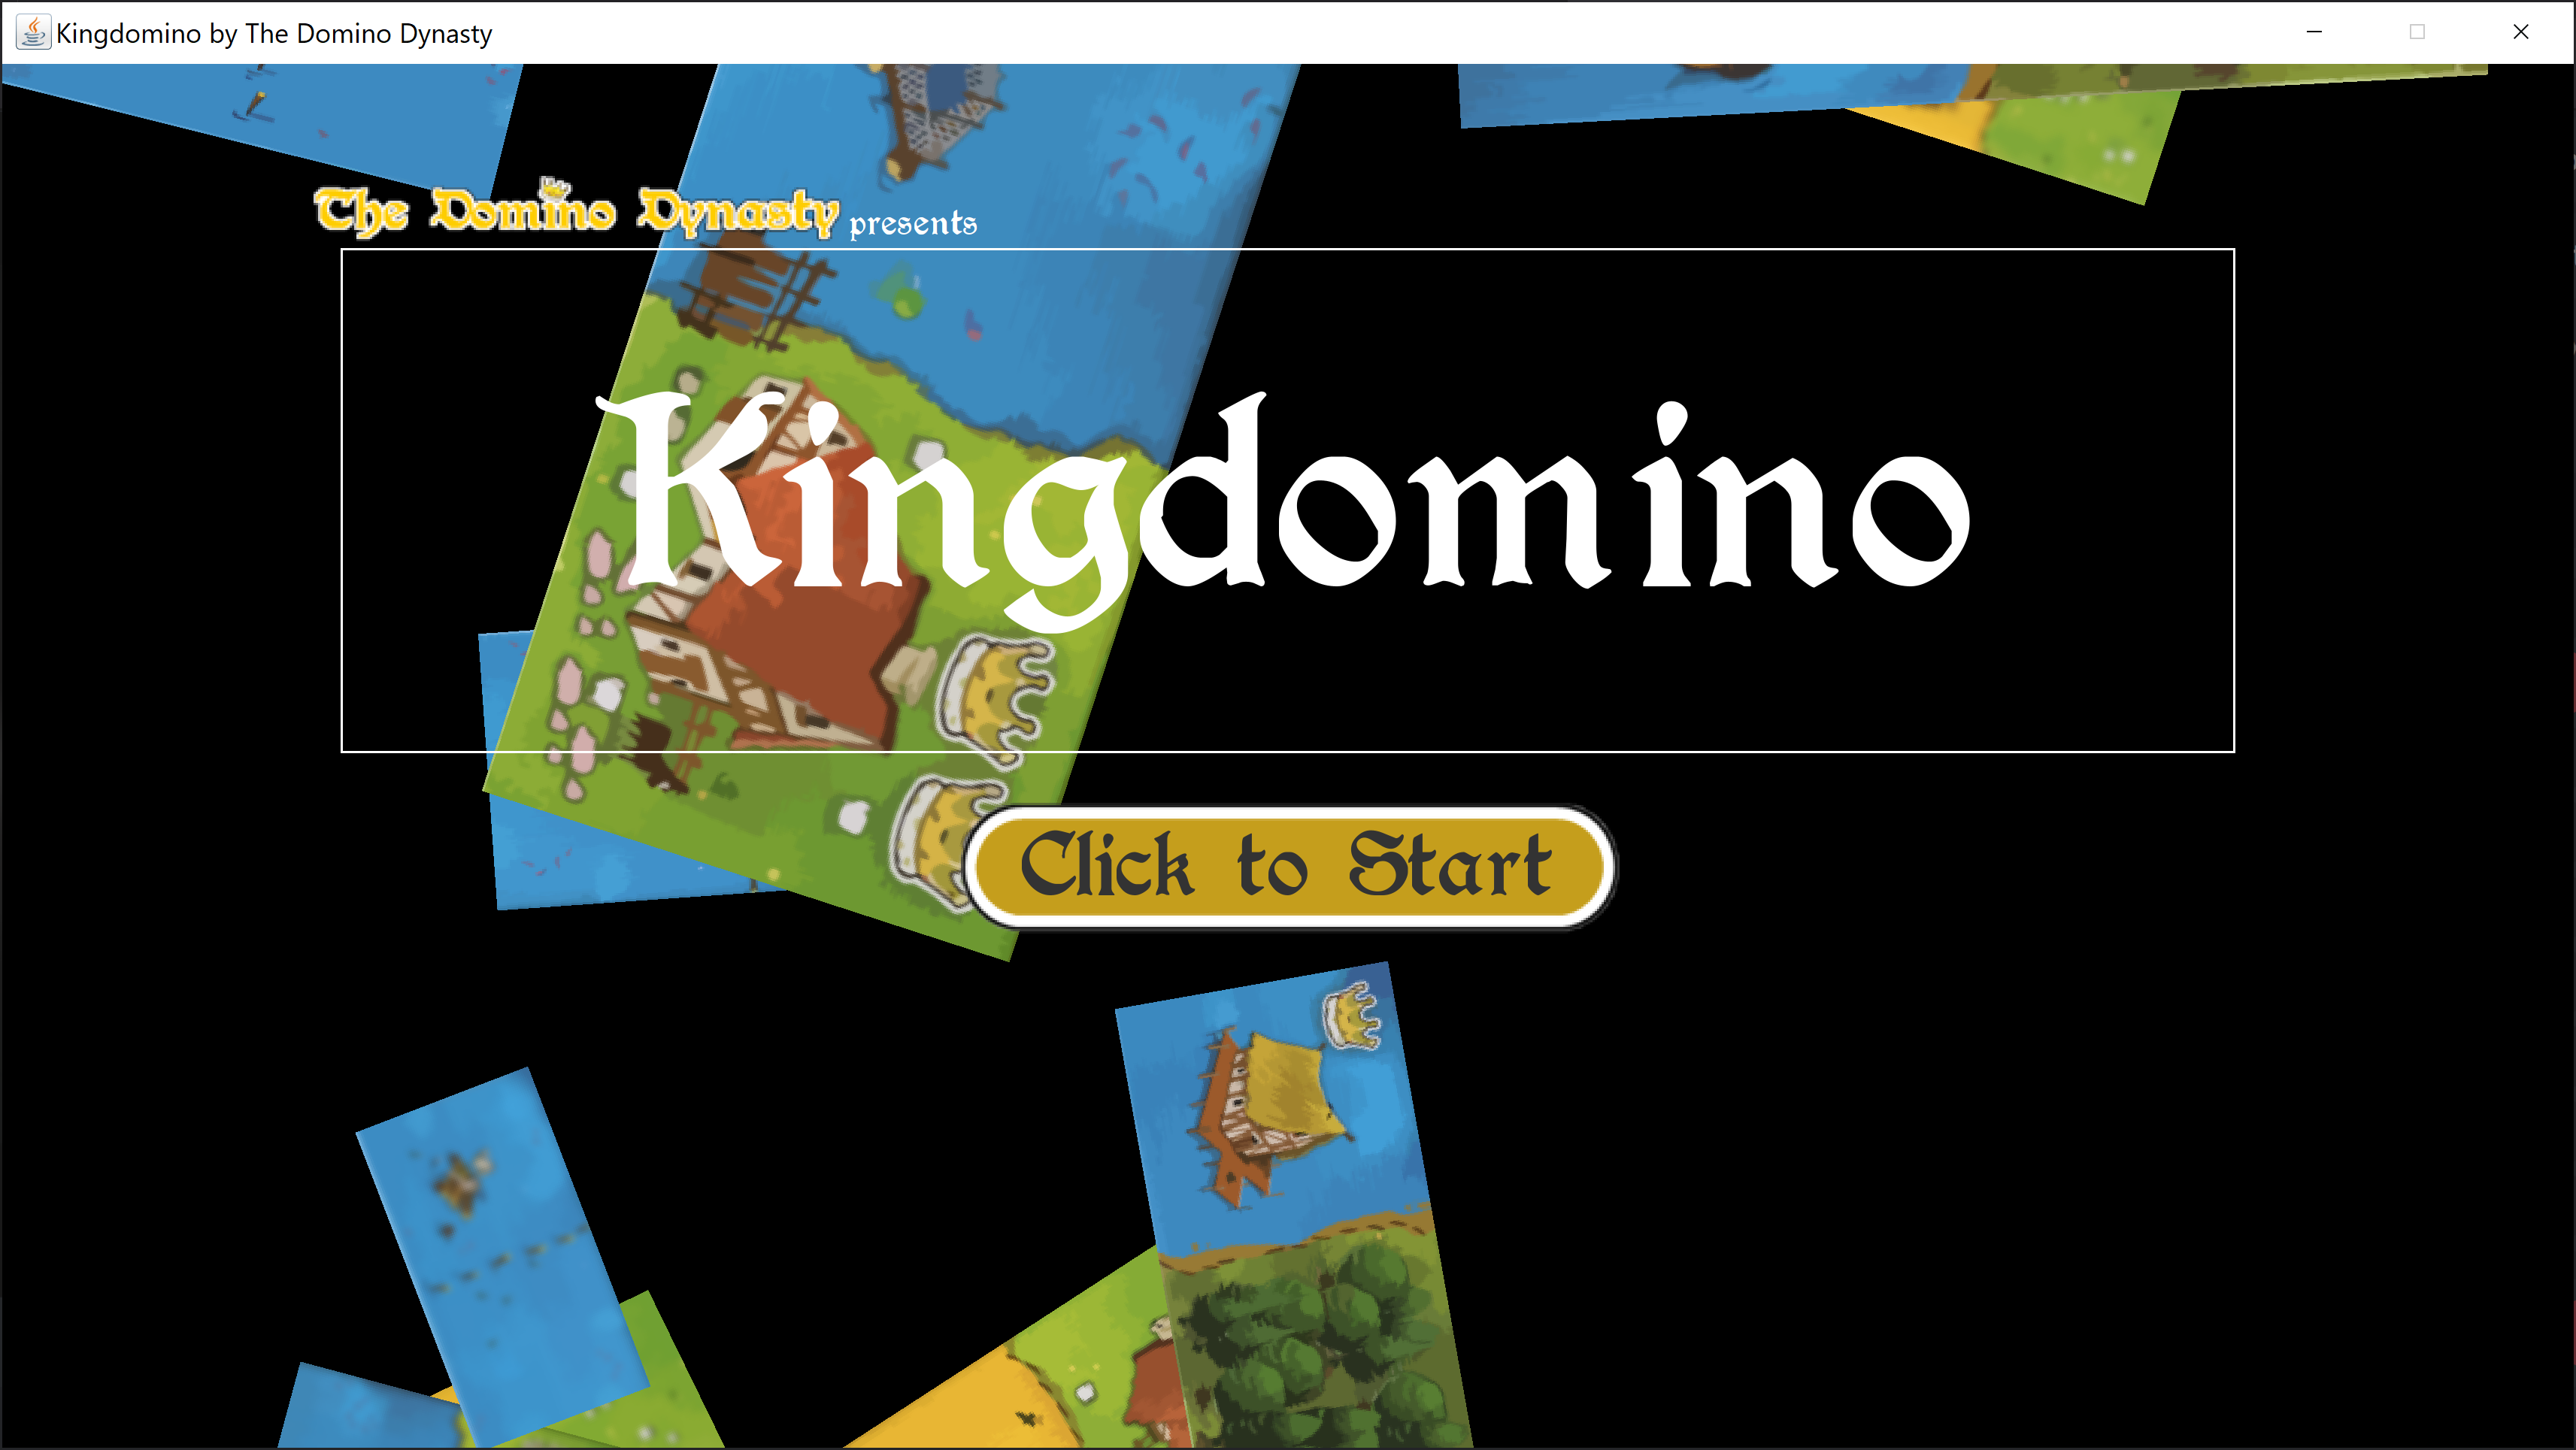 Kingdomino by The Domino Dynasty
The Domino Dynasty presents
Kingdomino
Click to Start